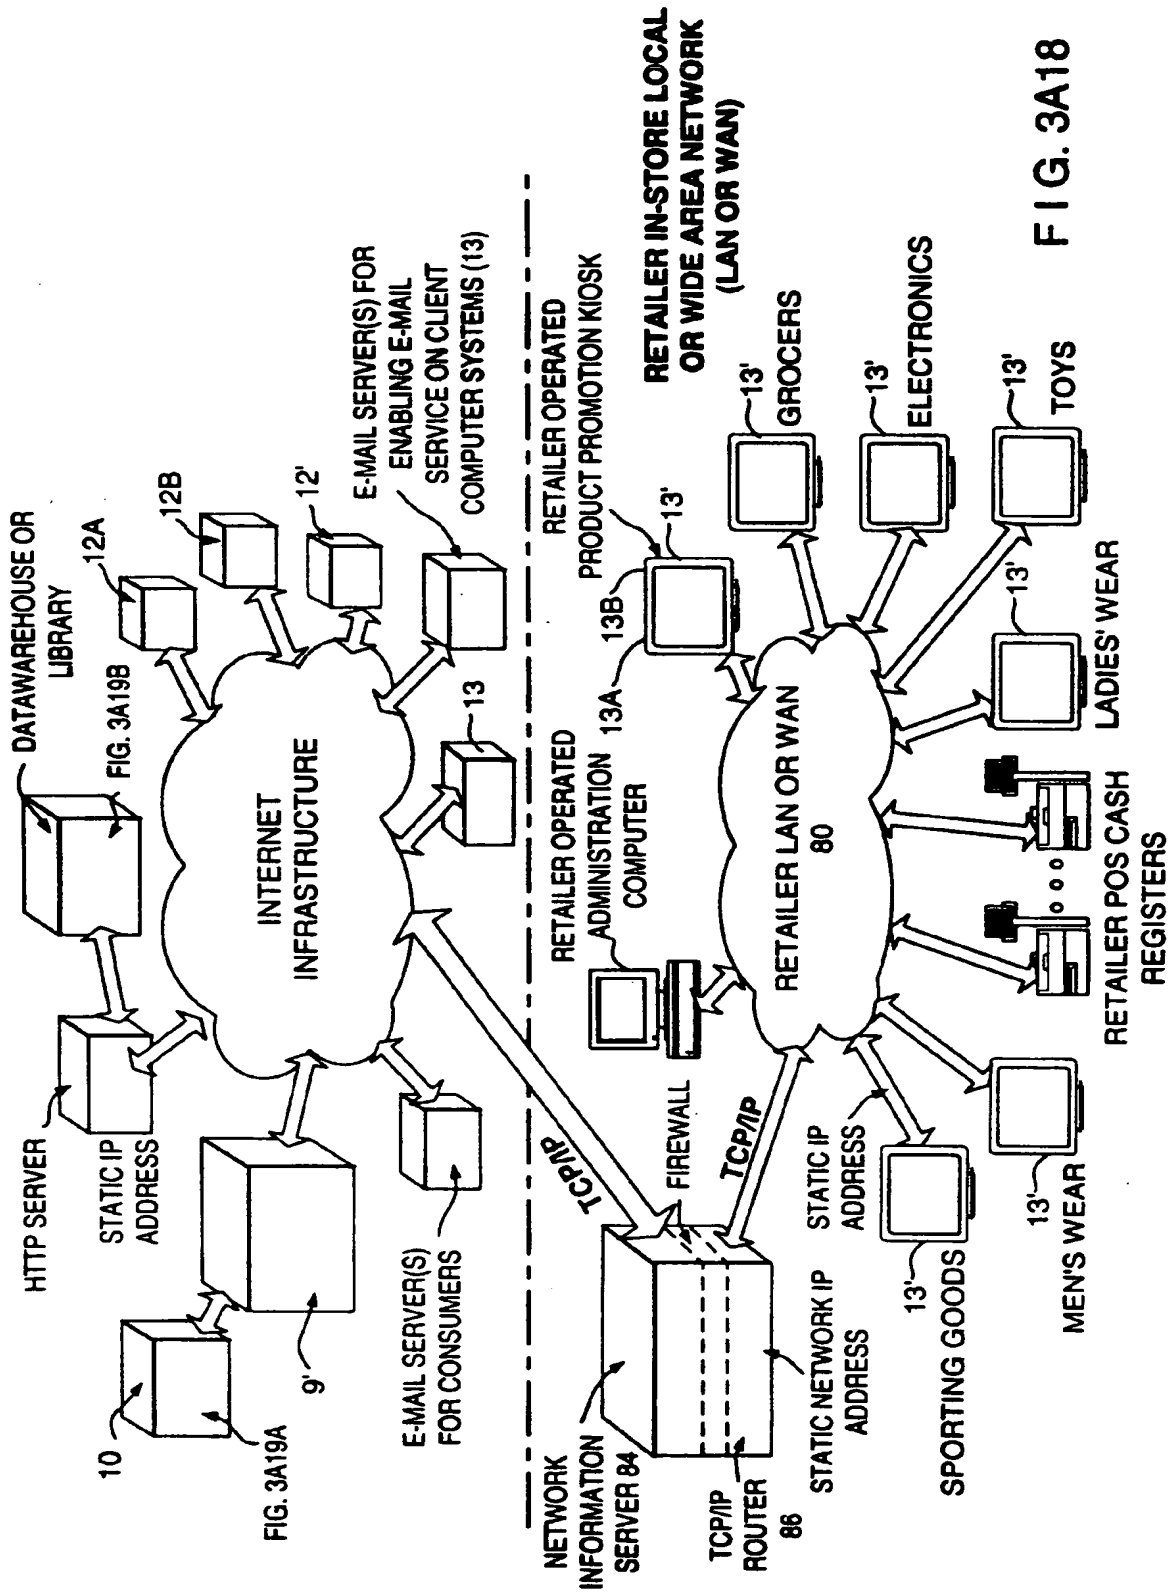 DATAWAREHOUSE OR
LIBRARY
FIG. 3A19B
HTTP SERVER
STATIC IP
ADDRESS
10
FIG. 3A19A
9'
12A
12B
12'
E-MAIL SERVER(S) FOR
ENABLING E-MAIL
SERVICE ON CLIENT
COMPUTER SYSTEMS (13)
13
INTERNET
INFRASTRUCTURE
E-MAIL SERVER(S)
FOR CONSUMERS
TCP/IP
NETWORK
INFORMATION
SERVER 84
FIREWALL
TCP/IP
ROUTER
86
STATIC NETWORK IP
ADDRESS
TCP/IP
RETAILER OPERATED
ADMINISTRATION
COMPUTER
RETAILER OPERATED
PRODUCT PROMOTION KIOSK
13A
13B
13'
RETAILER IN-STORE LOCAL
OR WIDE AREA NETWORK
(LAN OR WAN)
RETAILER LAN OR WAN
80
STATIC IP
ADDRESS
13'
SPORTING GOODS
13'
MEN'S WEAR
RETAILER POS CASH
REGISTERS
13'
LADIES' WEAR
13'
TOYS
13'
ELECTRONICS
13'
GROCERS
FIG. 3A18